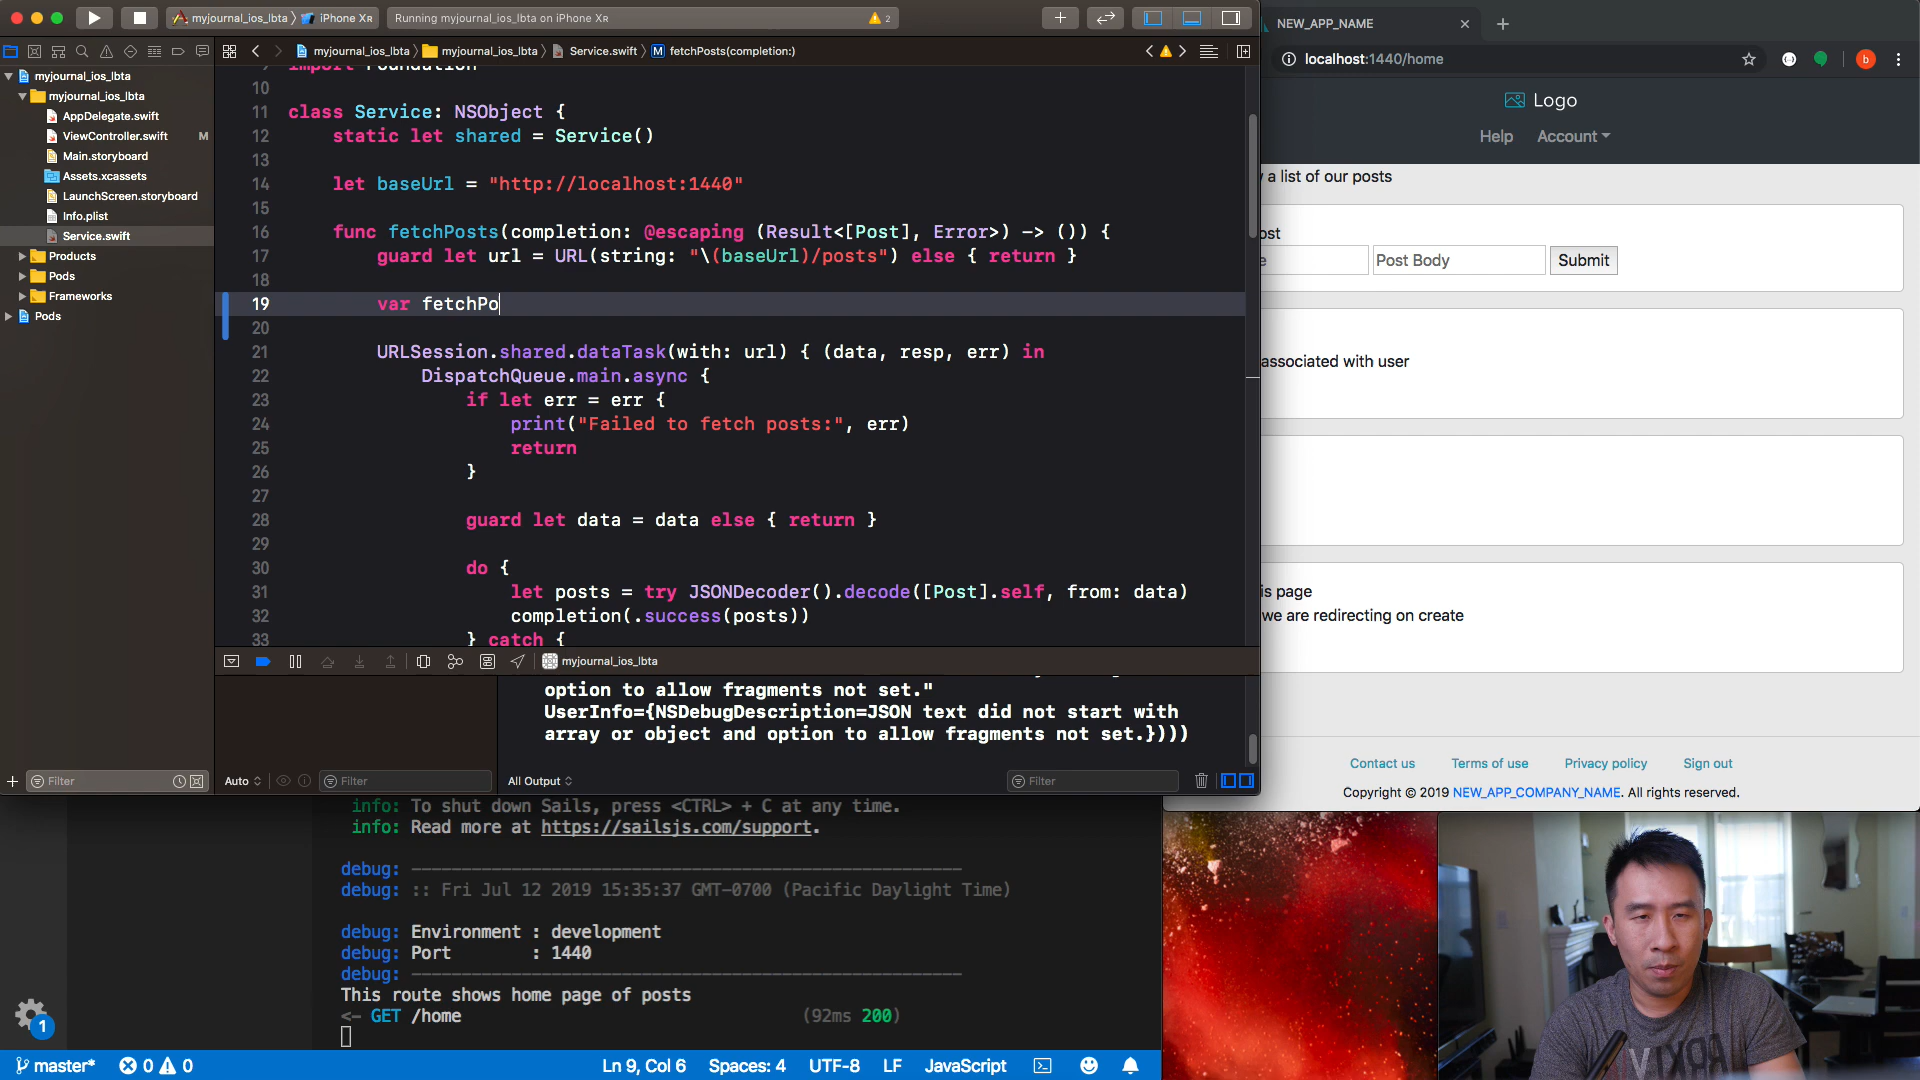 myjournal_ios_lbta
iPhone XR
Running myjournal_ios_lbta on iPhone XR
2
myjournal_ios_lbta
myjournal_ios_lbta
Service.swift
M fetchPosts(completion:)
myjournal_ios_lbta
myjournal_ios_lbta
AppDelegate.swift
ViewController.swift M
Main.storyboard
Assets.xcassets
LaunchScreen.storyboard
Info.plist
Service.swift
Products
Pods
Frameworks
Pods
Filter
9 import Foundation
10
11 class Service: NSObject {
12 static let shared = Service()
13
14 let baseUrl = "http://localhost:1440"
15
16 func fetchPosts(completion: @escaping (Result<[Post], Error>) -> ()) {
17 guard let url = URL(string: "\(baseUrl)/posts") else { return }
18
19 var fetchPo
20
21 URLSession.shared.dataTask(with: url) { (data, resp, err) in
22 DispatchQueue.main.async {
23 if let err = err {
24 print("Failed to fetch posts:", err)
25 return
26 }
27
28 guard let data = data else { return }
29
30 do {
31 let posts = try JSONDecoder().decode([Post].self, from: data)
32 completion(.success(posts))
33 } catch {
myjournal_ios_lbta
option to allow fragments not set."
UserInfo={NSDebugDescription=JSON text did not start with
array or object and option to allow fragments not set.})))
Auto
Filter
All Output
Filter
NEW_APP_NAME
localhost:1440/home
b
Logo
Help Account
a list of our posts
ost
e
Post Body
Submit
associated with user
is page
we are redirecting on create
Contact us Terms of use Privacy policy Sign out
Copyright © 2019 NEW_APP_COMPANY_NAME. All rights reserved.
info: To shut down Sails, press <CTRL> + C at any time.
info: Read more at https://sailsjs.com/support.
debug: -------------------------------------------------------
debug: :: Fri Jul 12 2019 15:35:37 GMT-0700 (Pacific Daylight Time)
debug: Environment : development
debug: Port : 1440
debug: -------------------------------------------------------
This route shows home page of posts
<- GET /home (92ms 200)
1
master* 0 0 Ln 9, Col 6 Spaces: 4 UTF-8 LF JavaScript